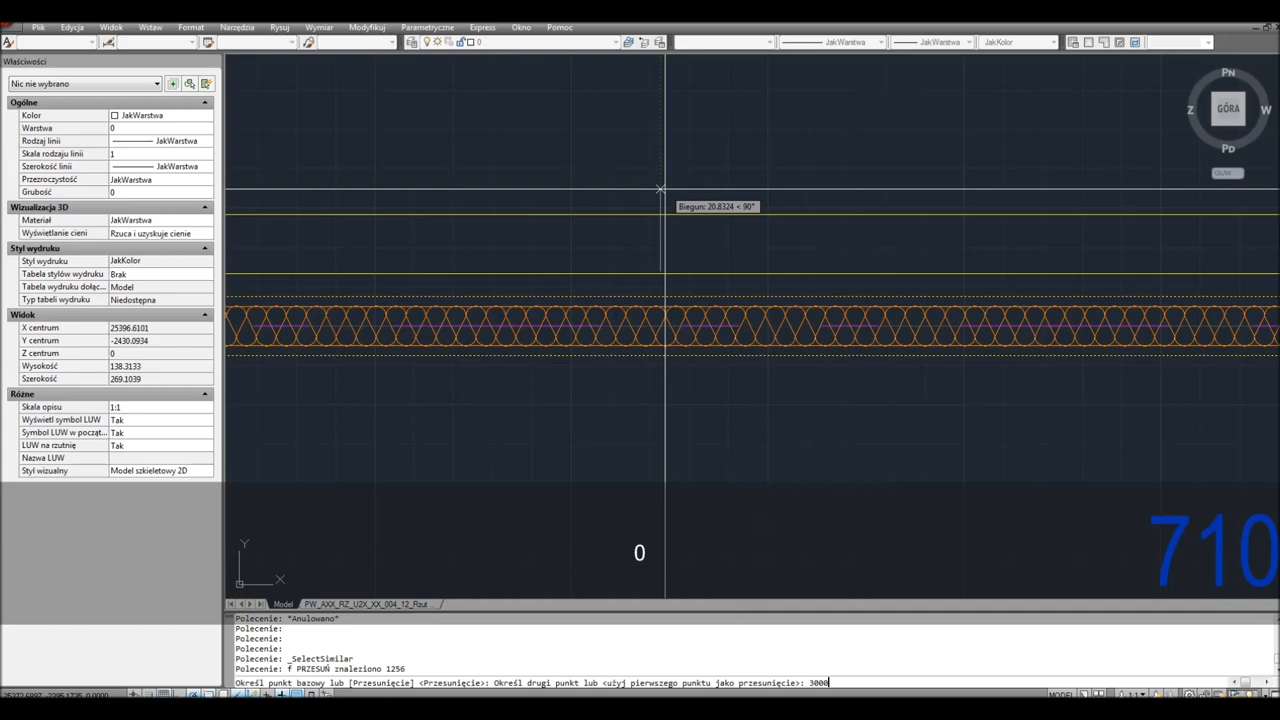 Plik Edycja Widok Wstaw Format Narzędzia Rysuj Wymiar Modyfikuj Parametryczne Express Okno Pomoc
0 JakWarstwa JakWarstwa JakKolor
Właściwości
Nic nie wybrano
Ogólne
Kolor JakWarstwa
Warstwa 0
Rodzaj linii JakWarstwa
Skala rodzaju linii 1
Szerokość linii JakWarstwa
Przezroczystość JakWarstwa
Grubość 0
Wizualizacja 3D
Materiał JakWarstwa
Wyświetlanie cieni Rzuca i uzyskuje cienie
Styl wydruku
Styl wydruku JakKolor
Tabela stylów wydruku Brak
Tabela wydruku dołąc... Model
Typ tabeli wydruku Niedostępna
Widok
X centrum 25396.6101
Y centrum -2430.0934
Z centrum 0
Wysokość 138.3133
Szerokość 269.1039
Różne
Skala opisu 1:1
Wyświetl symbol LUW Tak
Symbol LUW w począt... Tak
LUW na rzutnię Tak
Nazwa LUW
Styl wizualny Model szkieletowy 2D
Pn
Z GÓRA W
Pd
GUW
Biegun: 20.8324 < 90°
710
0
Y
X
Model PW_AXX_RZ_U2X_XX_004_12_Rzut ...
Polecenie: *Anulowano*
Polecenie:
Polecenie:
Polecenie:
Polecenie: _SelectSimilar
Polecenie: f PRZESUŃ znaleziono 1256
Określ punkt bazowy lub [Przesunięcie] <Przesunięcie>: Określ drugi punkt lub <użyj pierwszego punktu jako przesunięcie>: 3000
MODEL 1:1